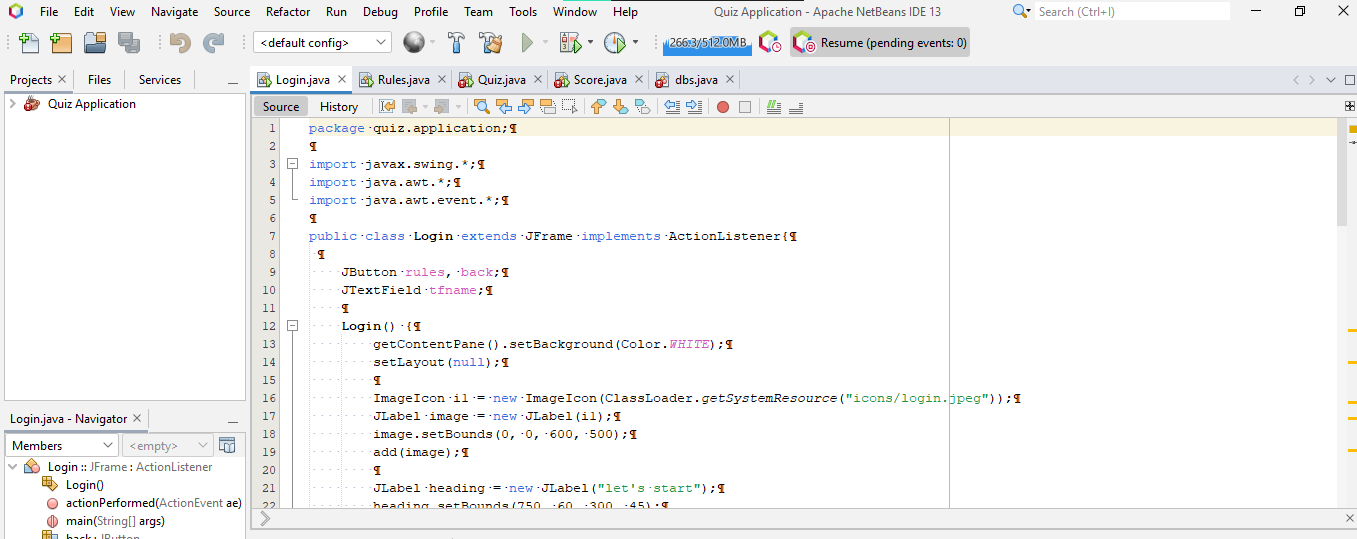 File Edit View Navigate Source Refactor Run Debug Profile Team Tools Window Help Quiz Application - Apache NetBeans IDE 13 Search (Ctrl+I)
<default config> 266.3/512.0MB Resume (pending events: 0)
Projects Files Services
Quiz Application
Login.java Rules.java Quiz.java Score.java dbs.java
Source History
1 package quiz.application;¶
2 ¶
3 import javax.swing.*;¶
4 import java.awt.*;¶
5 import java.awt.event.*;¶
6 ¶
7 public class Login extends JFrame implements ActionListener{¶
8 ¶
9 JButton rules, back;¶
10 JTextField tfname;¶
11 ¶
12 Login() {¶
13 getContentPane().setBackground(Color.WHITE);¶
14 setLayout(null);¶
15 ¶
16 ImageIcon i1 = new ImageIcon(ClassLoader.getSystemResource("icons/login.jpeg"));¶
17 JLabel image = new JLabel(i1);¶
18 image.setBounds(0, 0, 600, 500);¶
19 add(image);¶
20 ¶
21 JLabel heading = new JLabel("let's start");¶
22 heading.setBounds(750, 60, 300, 45);¶
Login.java - Navigator
Members <empty>
Login :: JFrame : ActionListener
Login()
actionPerformed(ActionEvent ae)
main(String[] args)
back : JButton